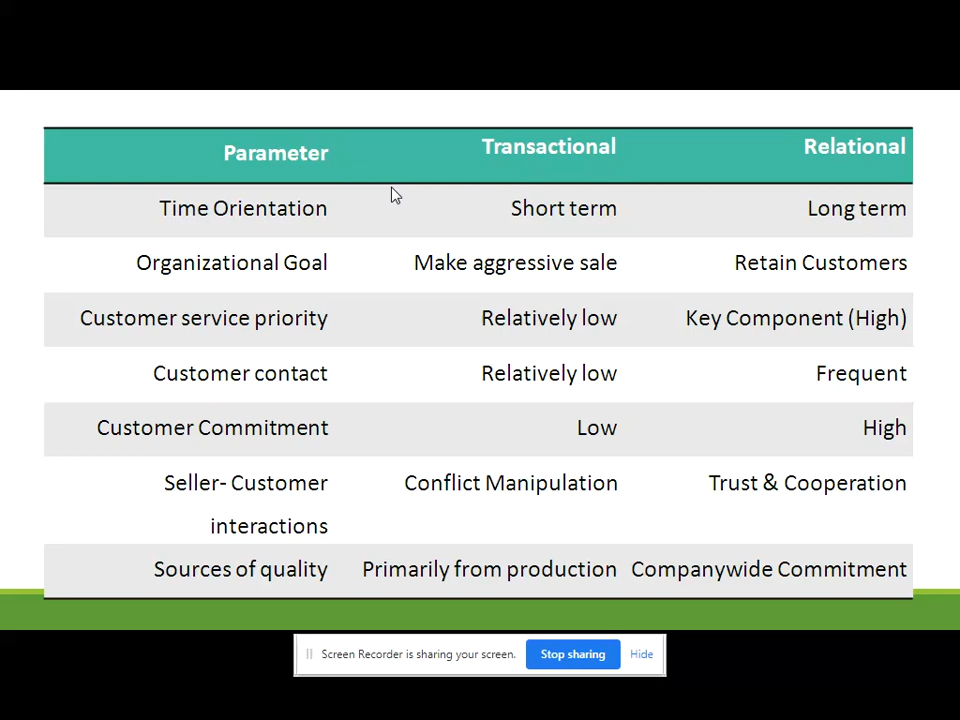 Parameter Transactional Relational
Time Orientation Short term Long term
Organizational Goal Make aggressive sale Retain Customers
Customer service priority Relatively low Key Component (High)
Customer contact Relatively low Frequent
Customer Commitment Low High
Seller- Customer Conflict Manipulation Trust & Cooperation
interactions
Sources of quality Primarily from production Companywide Commitment
Screen Recorder is sharing your screen. Stop sharing Hide